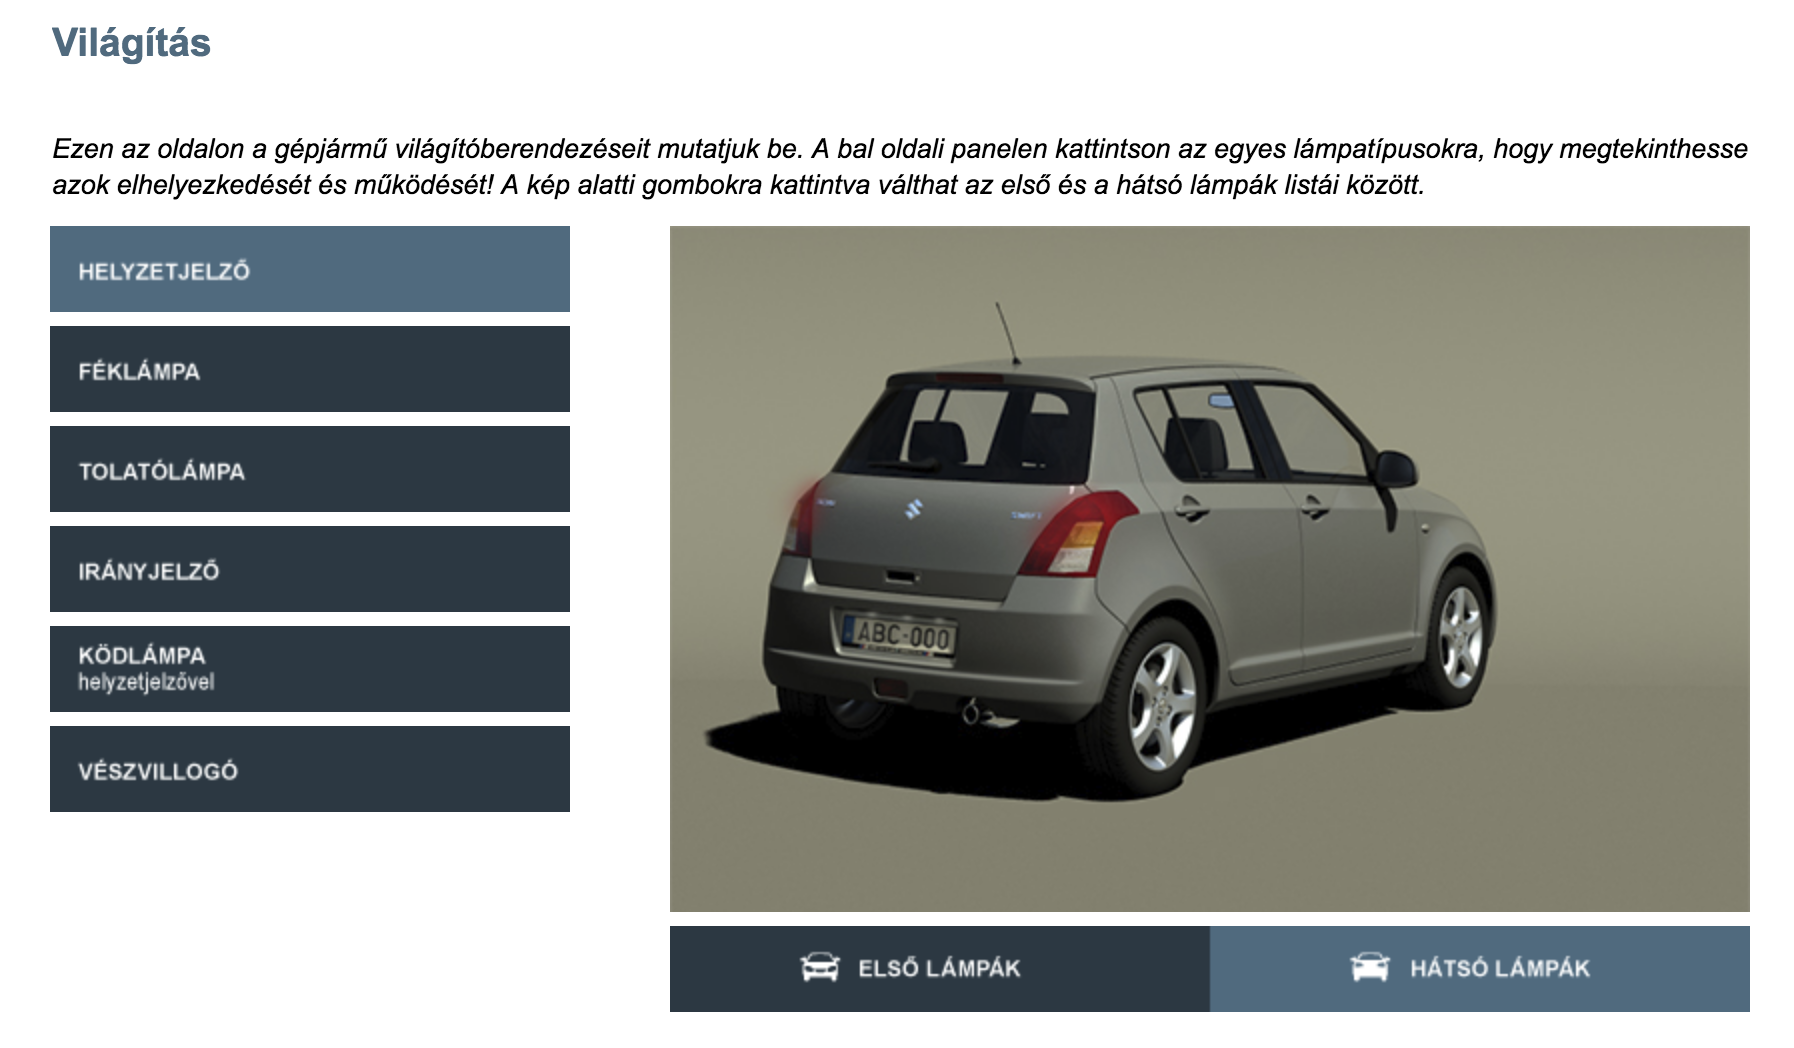 Világítás
Ezen az oldalon a gépjármű világítóberendezéseit mutatjuk be. A bal oldali panelen kattintson az egyes lámpatípusokra, hogy megtekinthesse
azok elhelyezkedését és működését! A kép alatti gombokra kattintva válthat az első és a hátsó lámpák listái között.
HELYZETJELZŐ
FÉKLÁMPA
TOLATÓLÁMPA
IRÁNYJELZŐ
KÖDLÁMPA
helyzetjelzővel
VÉSZVILLOGÓ
ABC-000
ELSŐ LÁMPÁK
HÁTSÓ LÁMPÁK